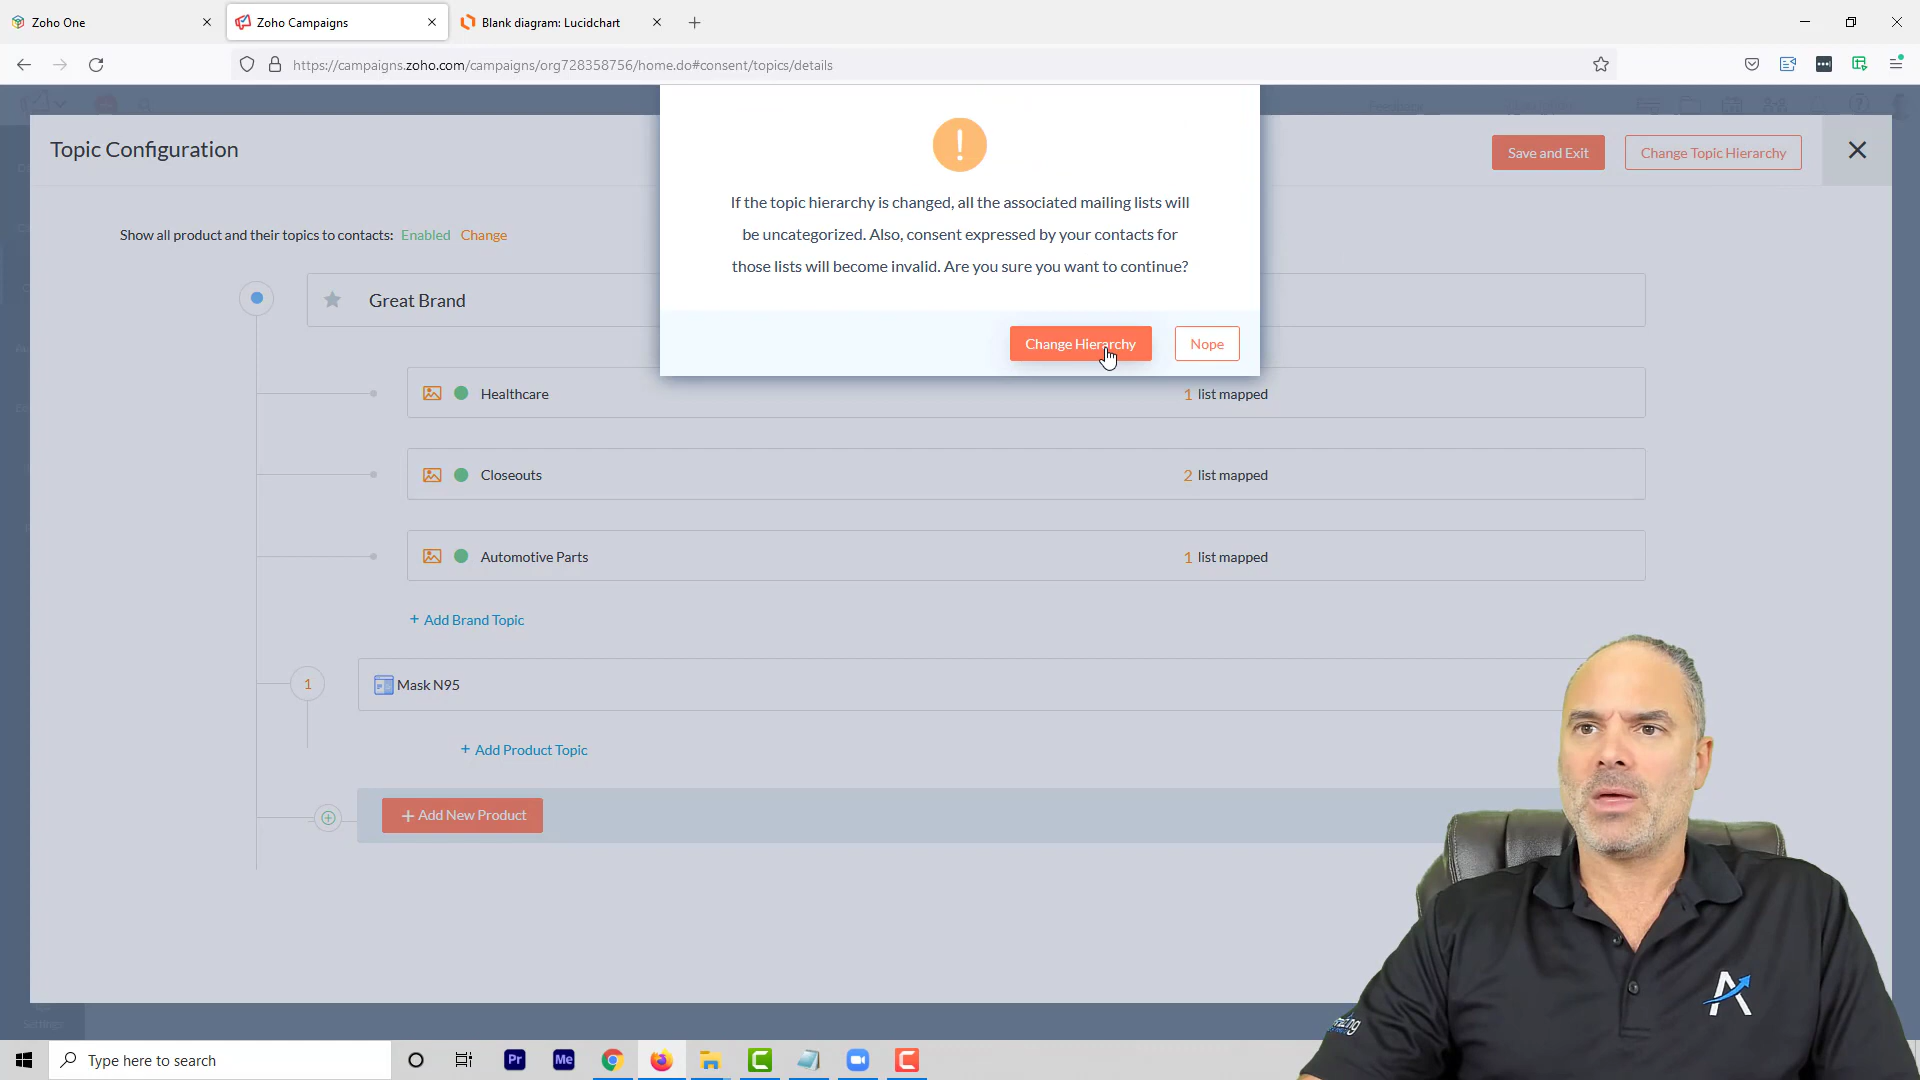 Zoho One
Zoho Campaigns
Blank diagram: Lucidchart
https://campaigns.zoho.com/campaigns/org728358756/home.do#consent/topics/details
Feedback
Topic Configuration
Save and Exit
Change Topic Hierarchy
If the topic hierarchy is changed, all the associated mailing lists will
be uncategorized. Also, consent expressed by your contacts for
those lists will become invalid. Are you sure you want to continue?
Change Hierarchy
Nope
Show all product and their topics to contacts: Enabled Change
Great Brand
Healthcare
1 list mapped
Closeouts
2 list mapped
Automotive Parts
1 list mapped
+ Add Brand Topic
1
Mask N95
+ Add Product Topic
+ Add New Product
Settings
Type here to search
Pr
Me